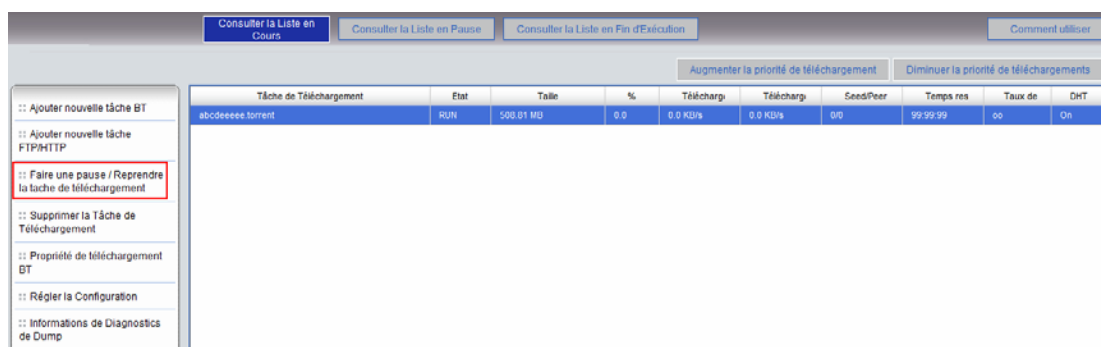 Consulter la Liste en
Cours
Consulter la Liste en Pause
Consulter la Liste en Fin d'Exécution
Comment utiliser
Augmenter la priorité de téléchargement
Diminuer la priorité de téléchargements
:: Ajouter nouvelle tâche BT
:: Ajouter nouvelle tâche
FTP/HTTP
:: Faire une pause / Reprendre
la tache de téléchargement
:: Supprimer la Tâche de
Téléchargement
:: Propriété de téléchargement
BT
:: Régler la Configuration
:: Informations de Diagnostics
de Dump
Tâche de Téléchargement Etat Taille % Télécharg Télécharg Seed/Peer Temps res Taux de DHT
abcdeeeee.torrent RUN 508.81 MB 0.0 0.0 KB/s 0.0 KB/s 0/0 99:99:99 oo On